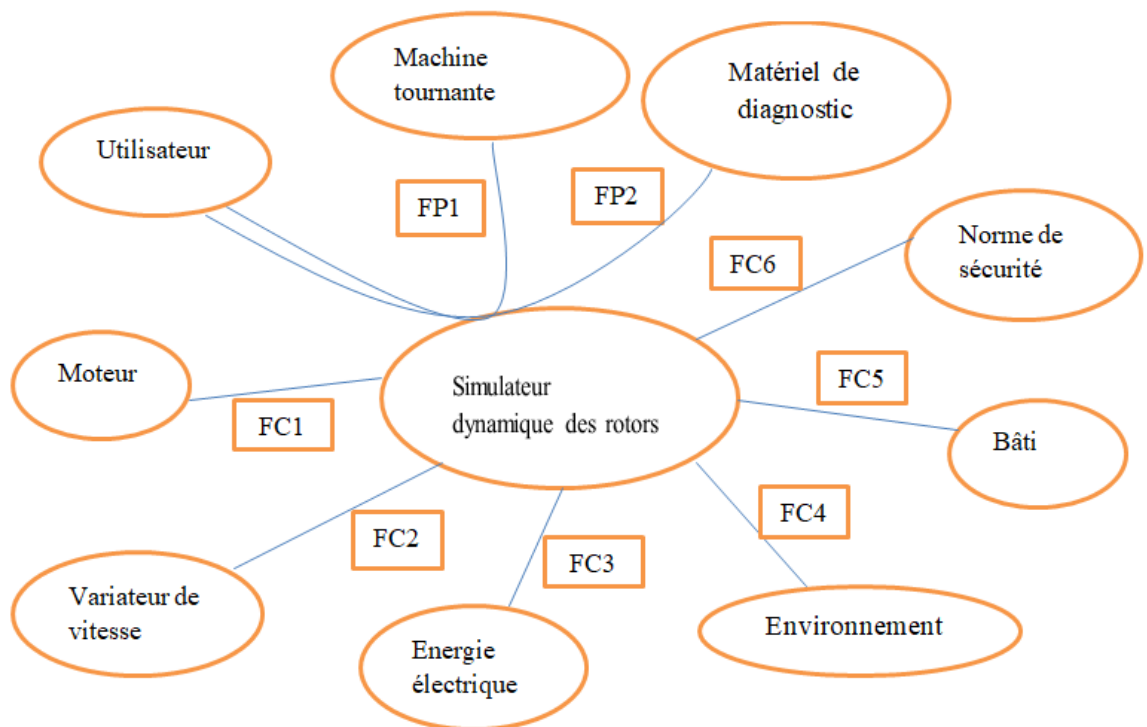 Machine
tournante
Matériel de
diagnostic
Utilisateur
FP1
FP2
Norme de
sécurité
FC6
Moteur
FC1
Simulateur
dynamique des rotors
FC5
Bâti
FC2
FC3
FC4
Variateur de
vitesse
Energie
électrique
Environnement